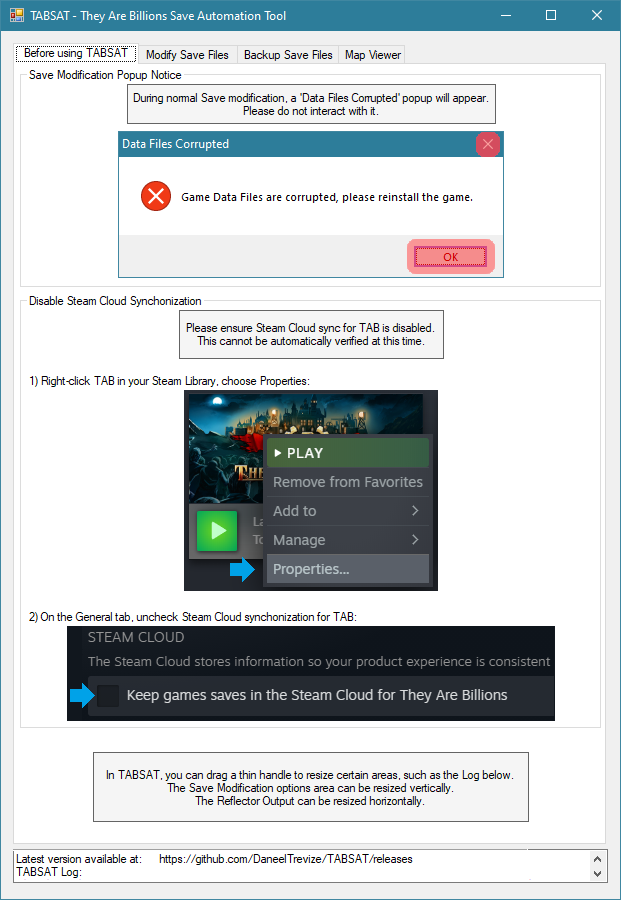 TABSAT - They Are Billions Save Automation Tool
Before using TABSAT
Modify Save Files
Backup Save Files
Map Viewer
Save Modification Popup Notice
During normal Save modification, a 'Data Files Corrupted' popup will appear.
Please do not interact with it.
Data Files Corrupted
Game Data Files are corrupted, please reinstall the game.
OK
Disable Steam Cloud Synchonization
Please ensure Steam Cloud sync for TAB is disabled.
This cannot be automatically verified at this time.
1) Right-click TAB in your Steam Library, choose Properties:
PLAY
Remove from Favorites
Add to
Manage
Properties...
2) On the General tab, uncheck Steam Cloud synchonization for TAB:
STEAM CLOUD
The Steam Cloud stores information so your product experience is consistent
Keep games saves in the Steam Cloud for They Are Billions
In TABSAT, you can drag a thin handle to resize certain areas, such as the Log below.
The Save Modification options area can be resized vertically.
The Reflector Output can be resized horizontally.
Latest version available at: https://github.com/DaneelTrevize/TABSAT/releases
TABSAT Log: